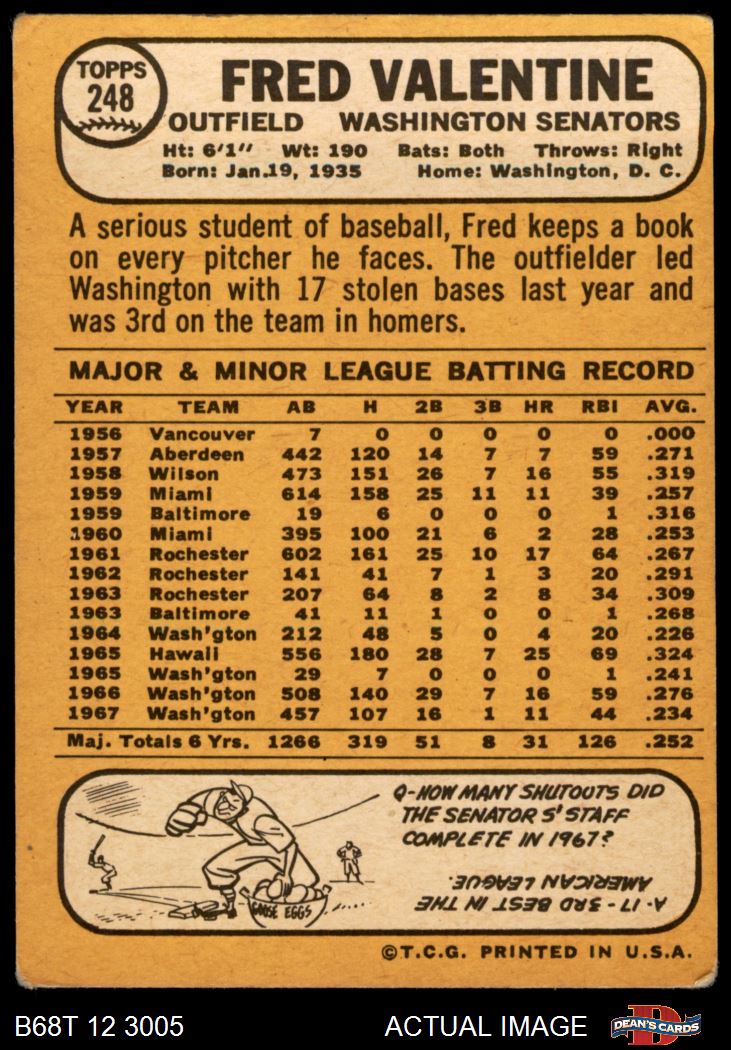 TOPPS
248
FRED VALENTINE
OUTFIELD WASHINGTON SENATORS
Ht: 6'1" Wt: 190 Bats: Both Throws: Right
Born: Jan.19, 1935 Home: Washington, D. C.
A serious student of baseball, Fred keeps a book
on every pitcher he faces. The outfielder led
Washington with 17 stolen bases last year and
was 3rd on the team in homers.
MAJOR & MINOR LEAGUE BATTING RECORD
YEAR TEAM AB H 2B 3B HR RBI AVG.
1956 Vancouver 7 0 0 0 0 0 .000
1957 Aberdeen 442 120 14 7 7 59 .271
1958 Wilson 473 151 26 7 16 55 .319
1959 Miami 614 158 25 11 11 39 .257
1959 Baltimore 19 6 0 0 0 1 .316
1960 Miami 395 100 21 6 2 28 .253
1961 Rochester 602 161 25 10 17 64 .267
1962 Rochester 141 41 7 1 3 20 .291
1963 Rochester 207 64 8 2 8 34 .309
1963 Baltimore 41 11 1 0 0 1 .268
1964 Wash'gton 212 48 5 0 4 20 .226
1965 Hawaii 556 180 28 7 25 69 .324
1965 Wash'gton 29 7 0 0 0 1 .241
1966 Wash'gton 508 140 29 7 16 59 .276
1967 Wash'gton 457 107 16 1 11 44 .234
Maj. Totals 6 Yrs. 1266 319 51 8 31 126 .252
Q-HOW MANY SHUTOUTS DID
THE SENATOR S' STAFF
COMPLETE IN 1967?
A-17 - 3RD BEST IN THE
AMERICAN LEAGUE.
GOOSE EGGS
©T.C.G. PRINTED IN U.S.A.
B68T 12 3005 ACTUAL IMAGE
D
DEAN'S CARDS